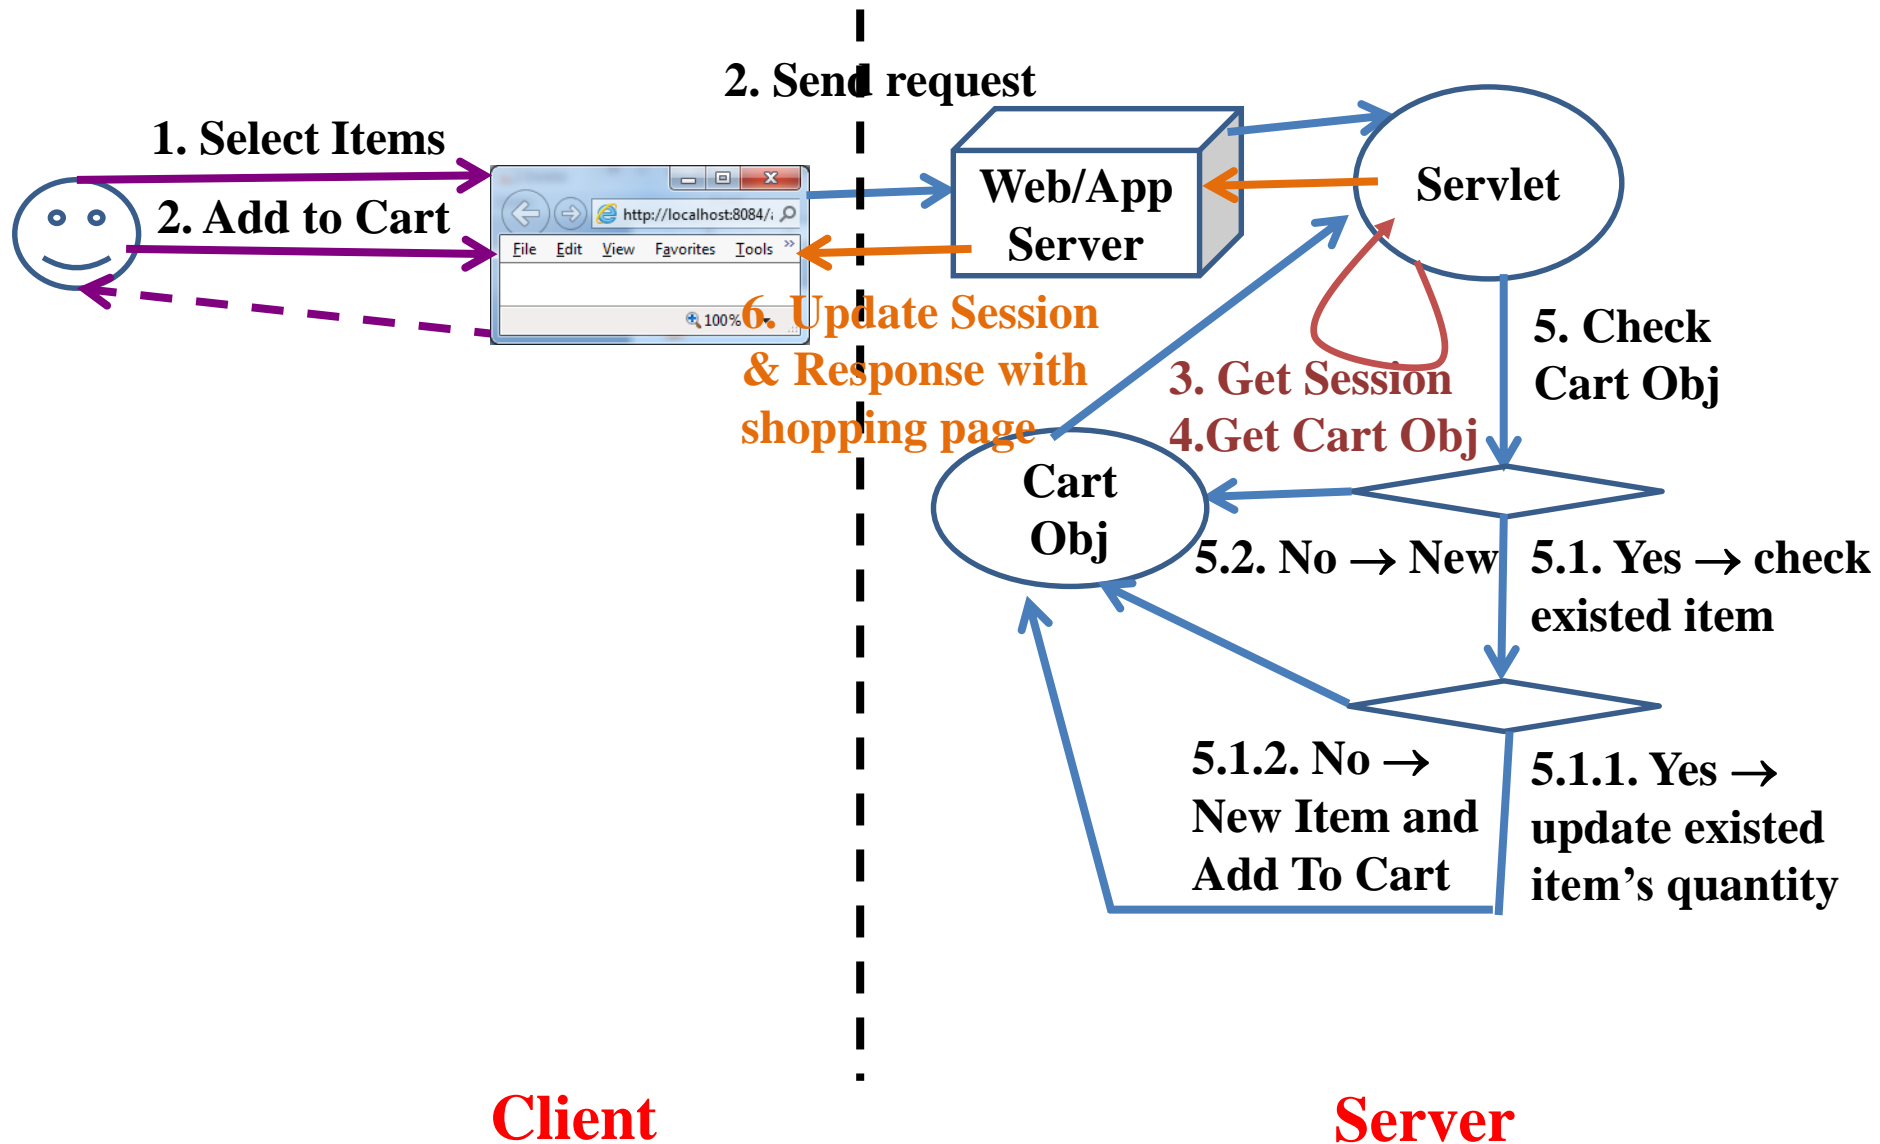 2. Send request
1. Select Items
2. Add to Cart
http://localhost:8084/
File Edit View Favorites Tools »
100%
Web/App
Server
Servlet
6. Update Session
& Response with
shopping page
3. Get Session
4.Get Cart Obj
5. Check
Cart Obj
Cart
Obj
5.2. No → New
5.1. Yes → check
existed item
5.1.2. No →
New Item and
Add To Cart
5.1.1. Yes →
update existed
item’s quantity
Client
Server